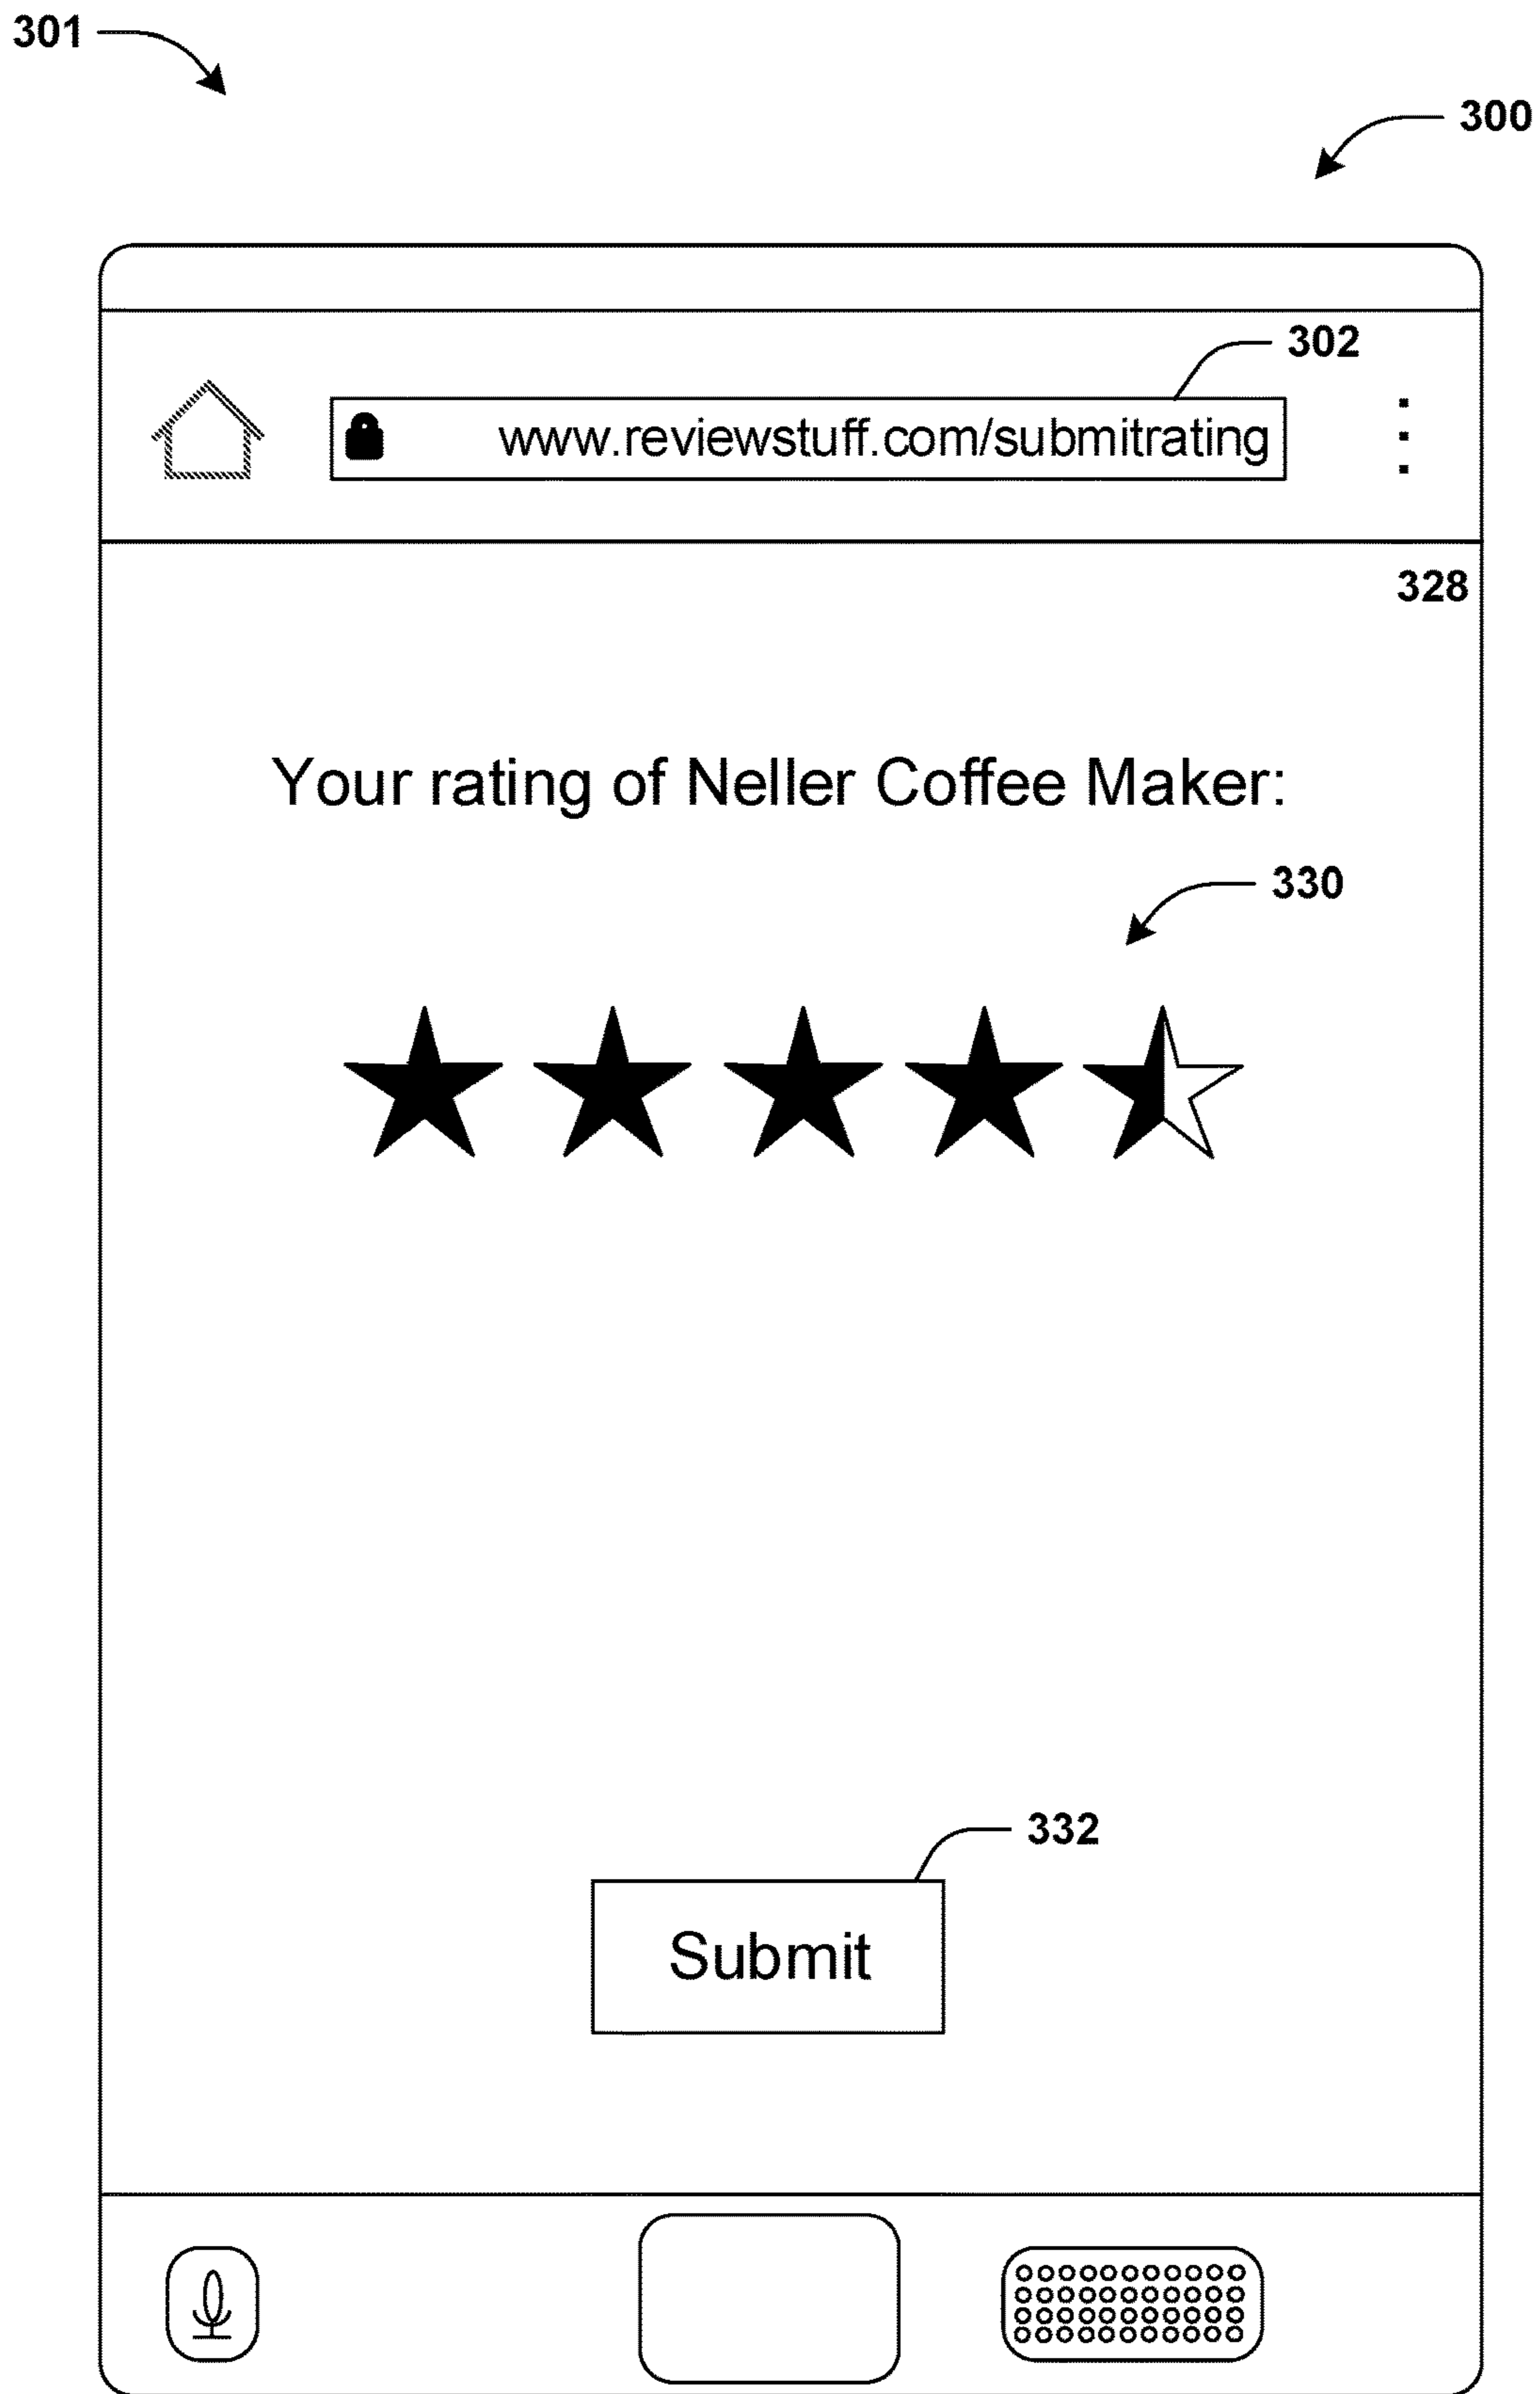 301
300
302
www.reviewstuff.com/submitrating
328
Your rating of Neller Coffee Maker:
330
332
Submit